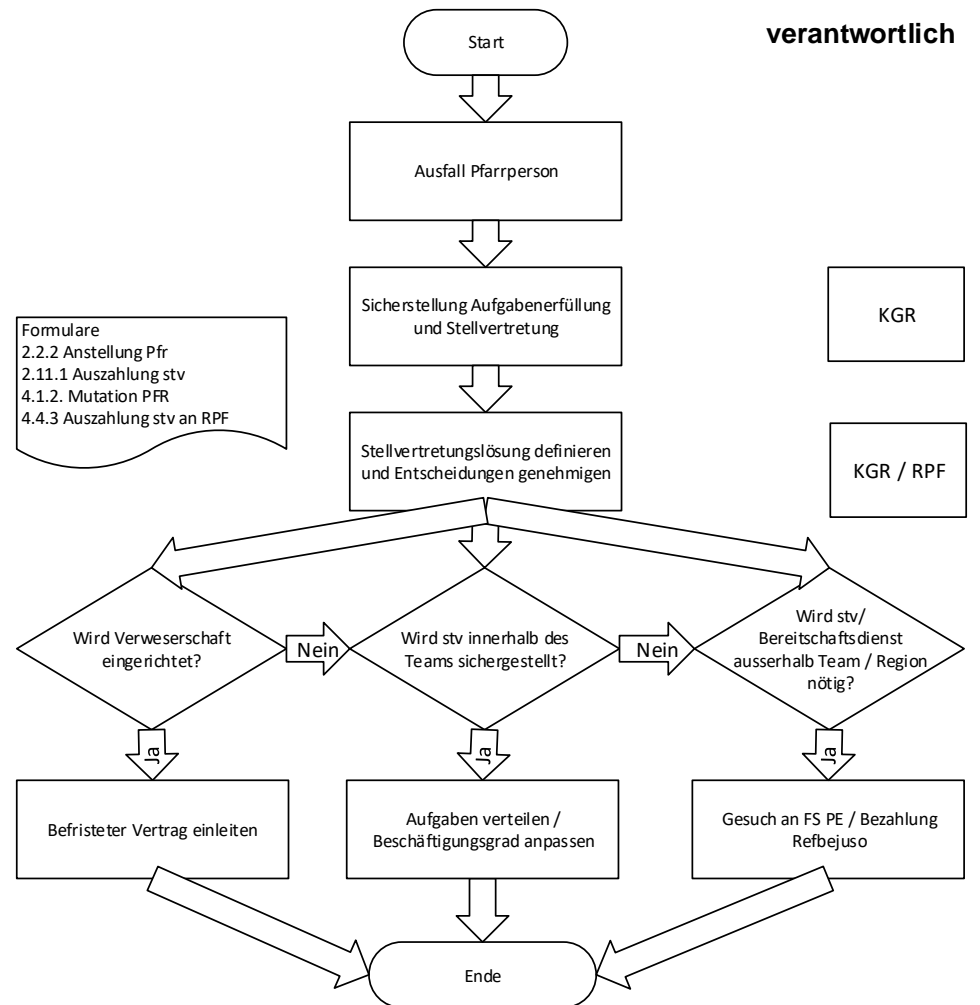 Start
verantwortlich
Ausfall Pfarrperson
Sicherstellung Aufgabenerfüllung
und Stellvertretung
KGR
Formulare
2.2.2 Anstellung Pfr
2.11.1 Auszahlung stv
4.1.2. Mutation PFR
4.4.3 Auszahlung stv an RPF
Stellvertretungslösung definieren
und Entscheidungen genehmigen
KGR / RPF
Wird Verweserschaft
eingerichtet?
Nein
Wird stv innerhalb des
Teams sichergestellt?
Nein
Wird stv/
Bereitschaftsdienst
ausserhalb Team / Region
nötig?
Ja
Ja
Ja
Befristeter Vertrag einleiten
Aufgaben verteilen /
Beschäftigungsgrad anpassen
Gesuch an FS PE / Bezahlung
Refbejuso
Ende